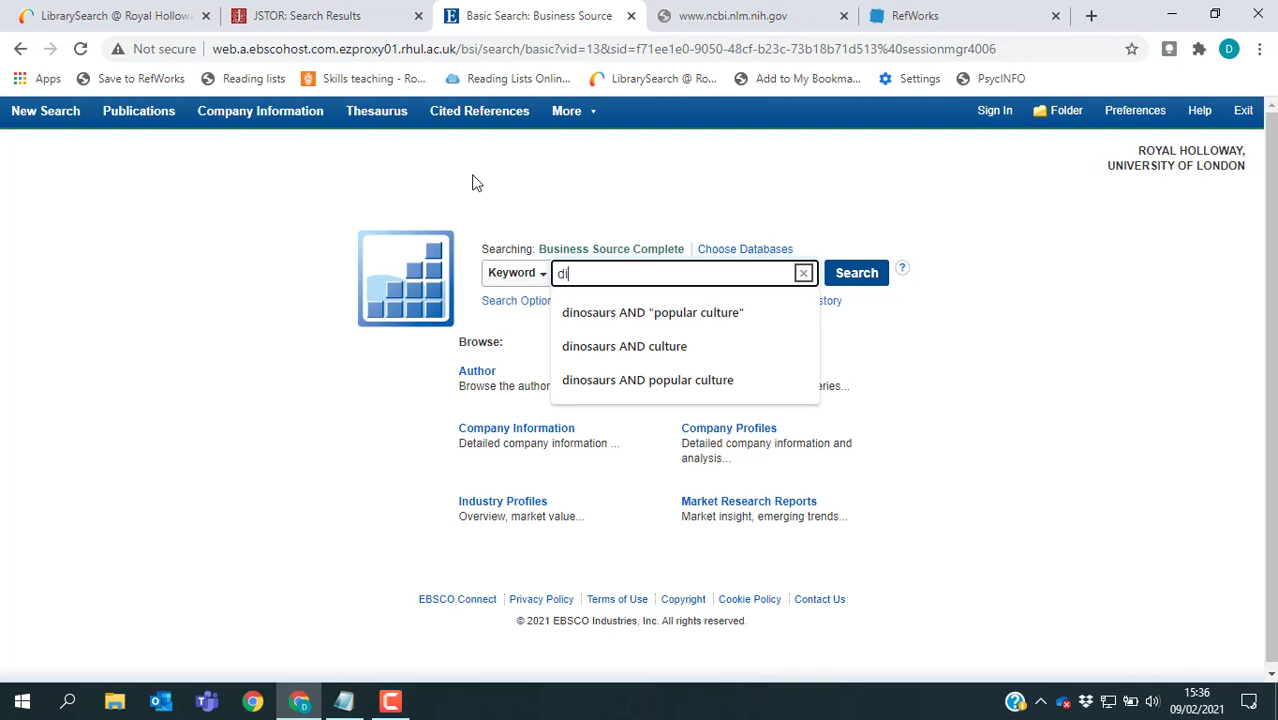 LibrarySearch @ Royal Hollowe
JSTOR: Search Results
Basic Search: Business Source
www.ncbi.nlm.nih.gov
RefWorks
Not secure
web.a.ebscohost.com.ezproxy01.rhul.ac.uk/bsi/search/basic?vid=13&sid=f71ee1e0-9050-48cf-b23c-73b18b71d513%40sessionmgr4006
D
Apps
Save to RefWorks
Reading lists
Skills teaching - Ro...
Reading Lists Onlin...
LibrarySearch @ Ro...
Add to My Bookma...
Settings
PsycINFO
New Search
Publications
Company Information
Thesaurus
Cited References
More
Sign In
Folder
Preferences
Help
Exit
ROYAL HOLLOWAY,
UNIVERSITY OF LONDON
Searching: Business Source Complete
Choose Databases
Keyword
di
Search
?
Search Option
story
dinosaurs AND "popular culture"
dinosaurs AND culture
dinosaurs AND popular culture
Browse:
Author
Browse the author
eries...
Company Information
Detailed company information ...
Company Profiles
Detailed company information and
analysis...
Industry Profiles
Overview, market value...
Market Research Reports
Market insight, emerging trends...
EBSCO Connect
Privacy Policy
Terms of Use
Copyright
Cookie Policy
Contact Us
© 2021 EBSCO Industries, Inc. All rights reserved.
15:36
09/02/2021